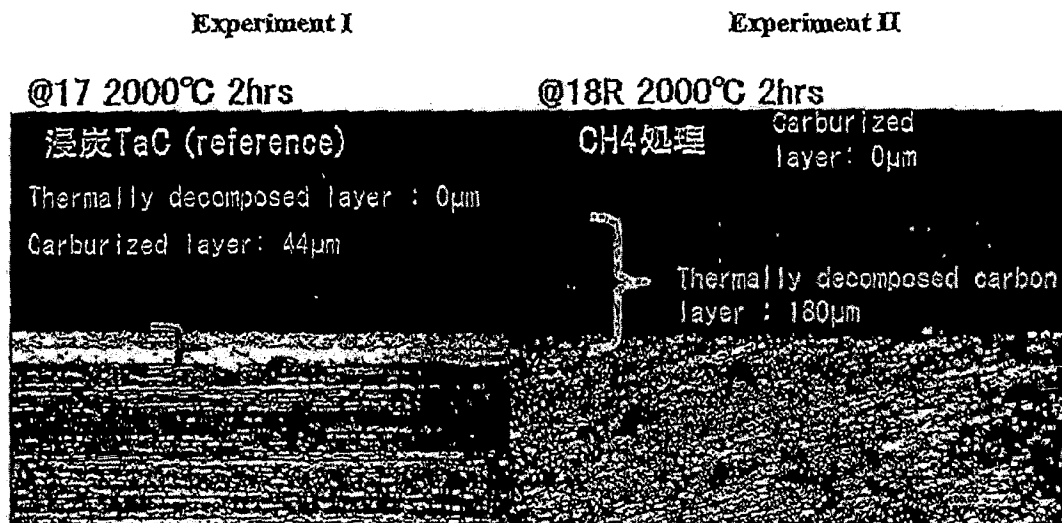 Experiment I
Experiment II
@17 2000℃ 2hrs
浸炭TaC (reference)
Thermally decomposed layer : 0μm
Carburized layer: 44μm
@18R 2000℃ 2hrs
CH4処理
Carburized
layer: 0μm
Thermally decomposed carbon
layer : 180μm